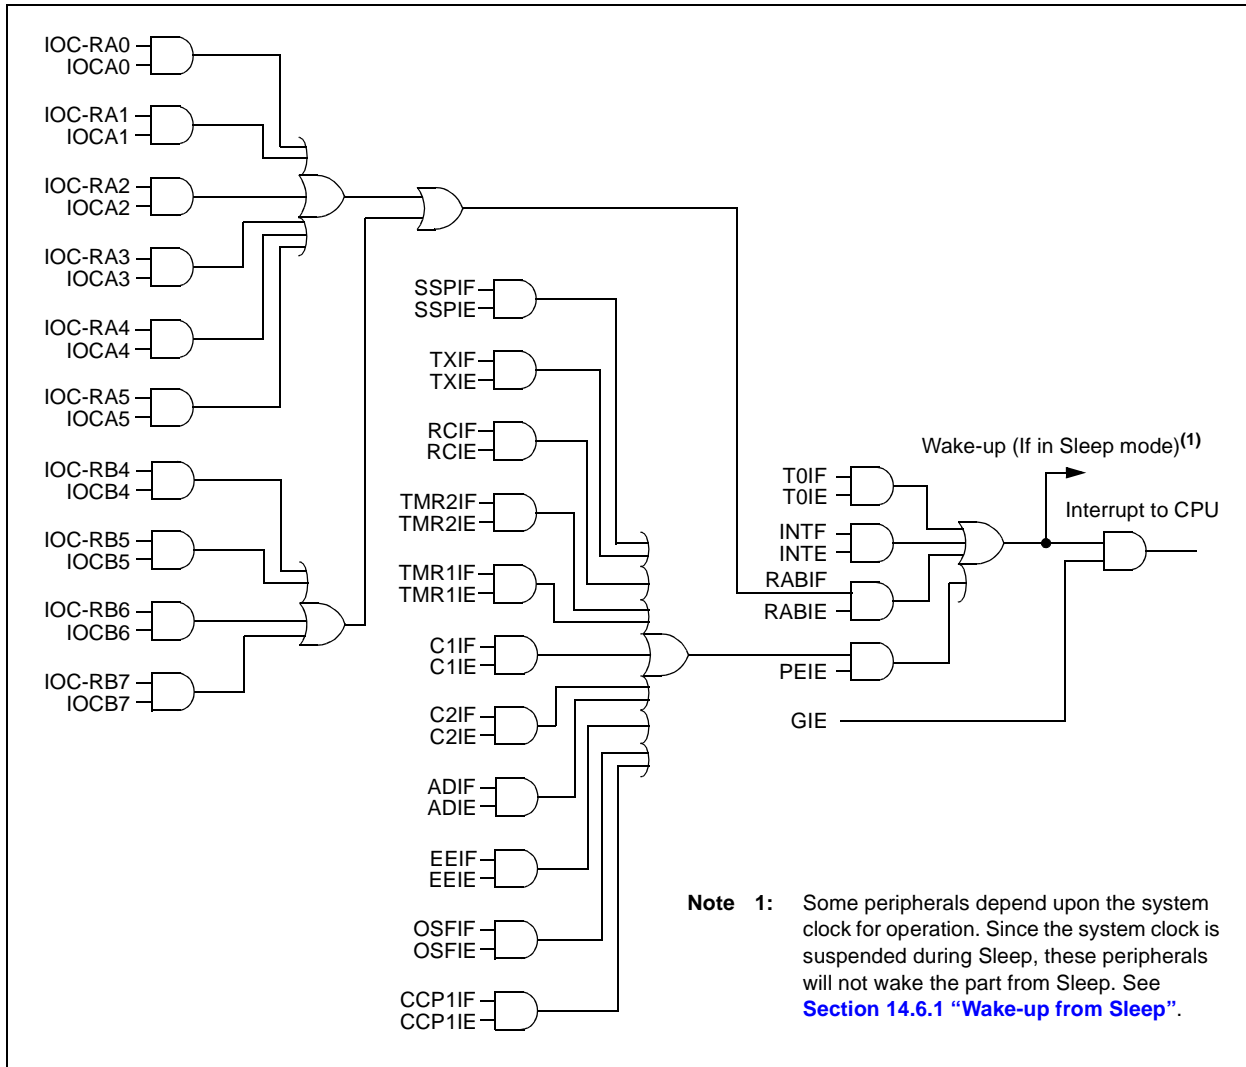 IOC-RA0
IOCA0
IOC-RA1
IOCA1
IOC-RA2
IOCA2
IOC-RA3
IOCA3
IOC-RA4
IOCA4
IOC-RA5
IOCA5
IOC-RB4
IOCB4
IOC-RB5
IOCB5
IOC-RB6
IOCB6
IOC-RB7
IOCB7
SSPIF
SSPIE
TXIF
TXIE
RCIF
RCIE
TMR2IF
TMR2IE
TMR1IF
TMR1IE
C1IF
C1IE
C2IF
C2IE
ADIF
ADIE
EEIF
EEIE
OSFIF
OSFIE
CCP1IF
CCP1IE
Wake-up (If in Sleep mode)(1)
T0IF
T0IE
Interrupt to CPU
INTF
INTE
RABIF
RABIE
PEIE
GIE
Note 1: Some peripherals depend upon the system
clock for operation. Since the system clock is
suspended during Sleep, these peripherals
will not wake the part from Sleep. See
Section 14.6.1 “Wake-up from Sleep”.